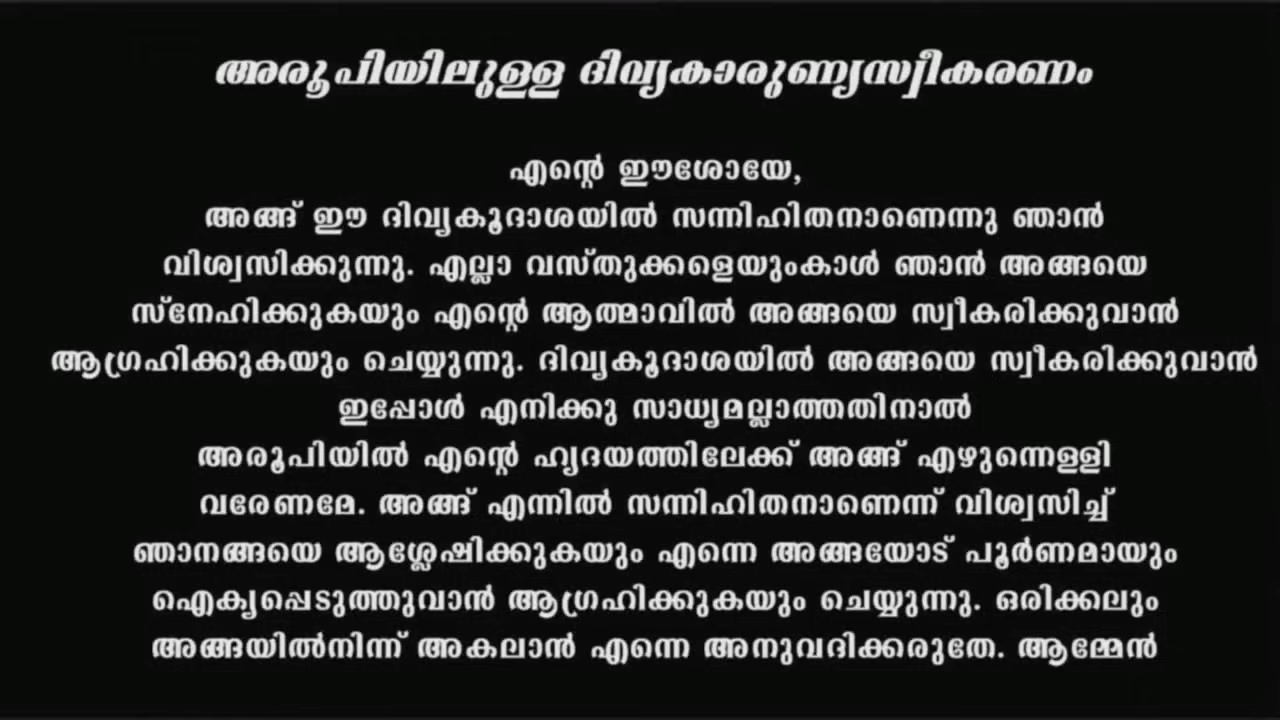 അരൂപിയിലുള്ള ദിവ്യകാരുണ്യസ്വീകരണം
എന്റെ ഈശോയേ,
അങ്ങ് ഈ ദിവ്യകൂദാശയിൽ സന്നിഹിതനാണെന്നു ഞാൻ
വിശ്വസിക്കുന്നു. എല്ലാ വസ്തുക്കളെയുംകാൾ ഞാൻ അങ്ങയെ
സ്നേഹിക്കുകയും എന്റെ ആത്മാവിൽ അങ്ങയെ സ്വീകരിക്കുവാൻ
ആഗ്രഹിക്കുകയും ചെയ്യുന്നു. ദിവ്യകൂദാശയിൽ അങ്ങയെ സ്വീകരിക്കുവാൻ
ഇപ്പോൾ എനിക്കു സാധ്യമല്ലാത്തതിനാൽ
അരൂപിയിൽ എന്റെ ഹൃദയത്തിലേക്ക് അങ്ങ് എഴുന്നെള്ളി
വരേണമേ. അങ്ങ് എന്നിൽ സന്നിഹിതനാണെന്ന് വിശ്വസിച്ച്
ഞാനങ്ങയെ ആശ്ലേഷിക്കുകയും എന്നെ അങ്ങയോട് പൂർണമായും
ഐക്യപ്പെടുത്തുവാൻ ആഗ്രഹിക്കുകയും ചെയ്യുന്നു. ഒരിക്കലും
അങ്ങയിൽനിന്ന് അകലാൻ എന്നെ അനുവദിക്കരുതേ. ആമ്മേൻ